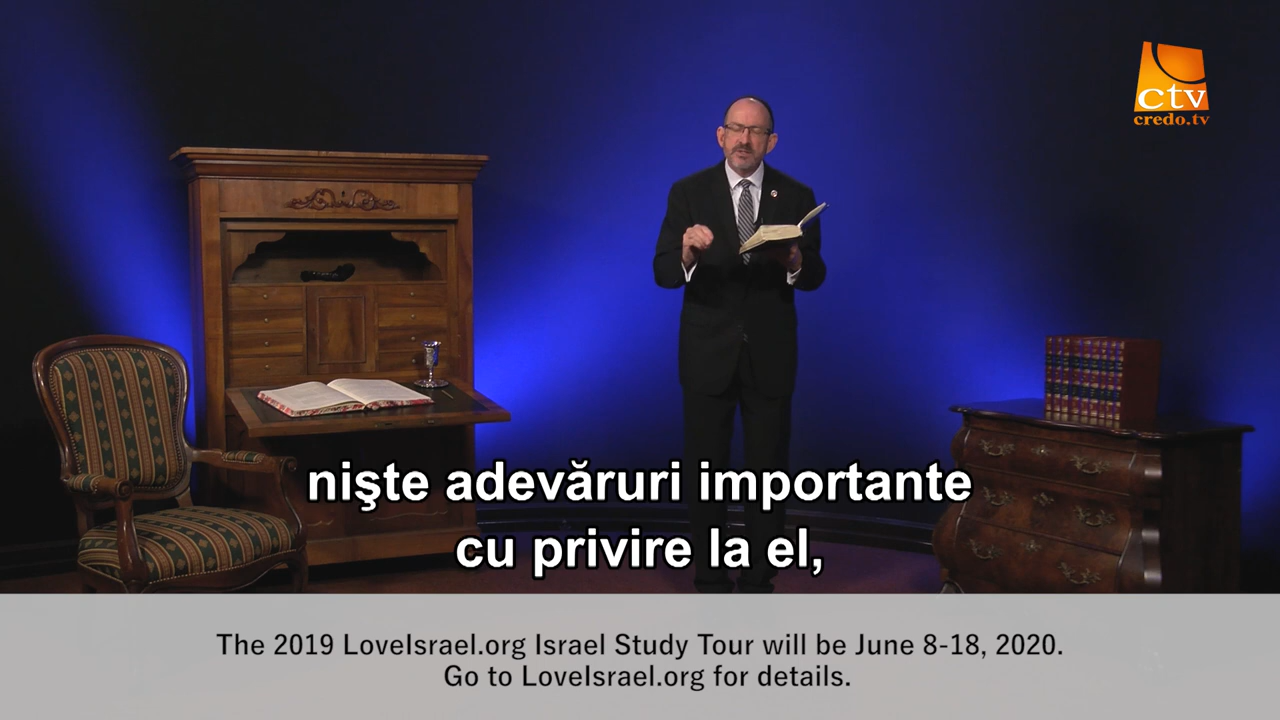 ctv
credo.tv
nişte adevăruri importante
cu privire la el,
The 2019 LoveIsrael.org Israel Study Tour will be June 8-18, 2020.
Go to LoveIsrael.org for details.